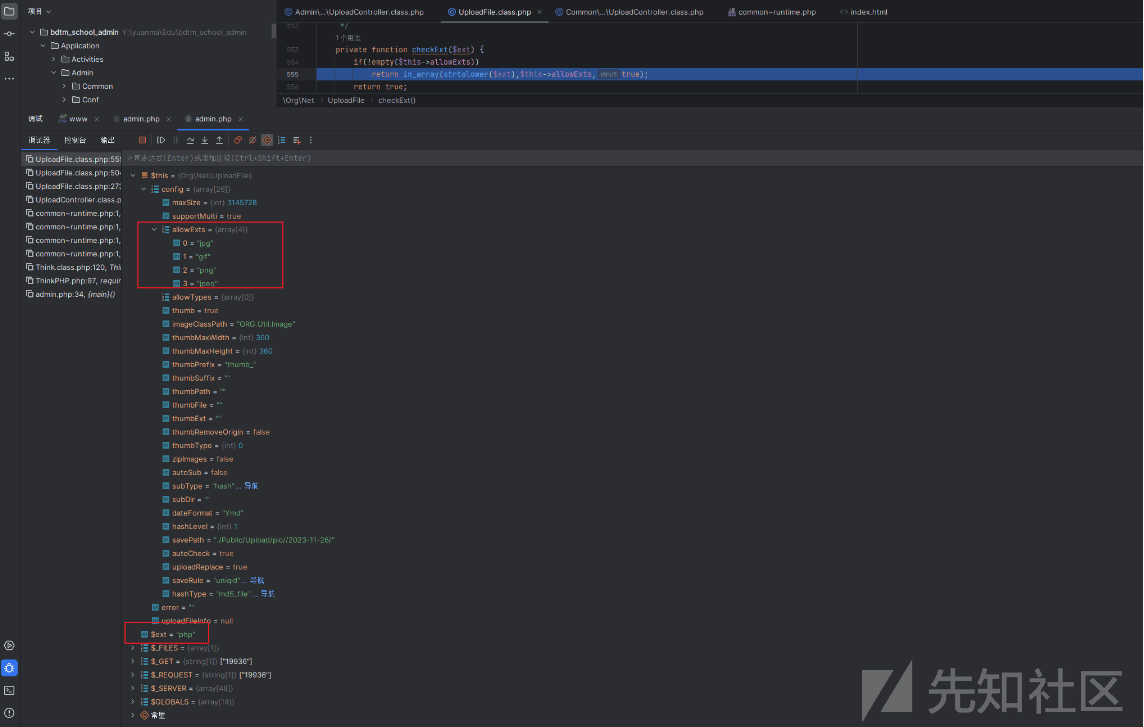 项目
Admin\...\UploadController.class.php
UploadFile.class.php
Common\...\UploadController.class.php
common~runtime.php
index.html
bdtm_school_admin Y:\yuanma\Edu\bdtm_school_admin
Application
Activities
Admin
Common
Conf
552 */
1个用法
553 private function checkExt($ext) {
554 if(!empty($this->allowExts))
555 return in_array(strtolower($ext),$this->allowExts, strict: true);
556 return true;
\Org\Net > UploadFile > checkExt()
调试 www admin.php admin.php
调试器 控制台 输出
UploadFile.class.php:555
UploadFile.class.php:504
UploadFile.class.php:273
UploadController.class.p
common~runtime.php:1,
common~runtime.php:1,
common~runtime.php:1,
common~runtime.php:1,
Think.class.php:120, Thin
ThinkPHP.php:97, require
admin.php:34, {main}()
计算表达式(Enter)或添加监视(Ctrl+Shift+Enter)
$this = {Org\Net\UploadFile}
config = {array[26]}
maxSize = {int} 3145728
supportMulti = true
allowExts = {array[4]}
0 = "jpg"
1 = "gif"
2 = "png"
3 = "jpeg"
allowTypes = {array[0]}
thumb = true
imageClassPath = "ORG.Util.Image"
thumbMaxWidth = {int} 360
thumbMaxHeight = {int} 360
thumbPrefix = "thumb_"
thumbSuffix = ""
thumbPath = ""
thumbFile = ""
thumbExt = ""
thumbRemoveOrigin = false
thumbType = {int} 0
zipImages = false
autoSub = false
subType = "hash"... 导航
subDir = ""
dateFormat = "Ymd"
hashLevel = {int} 1
savePath = "./Public/Upload/pic//2023-11-26/"
autoCheck = true
uploadReplace = true
saveRule = "uniqid"... 导航
hashType = "md5_file"... 导航
error = ""
uploadFileInfo = null
$ext = "php"
$_FILES = {array[1]}
$_GET = {string[1]} ["19936"]
$_REQUEST = {string[1]} ["19936"]
$_SERVER = {array[48]}
$GLOBALS = {array[14]}
常量
先知社区